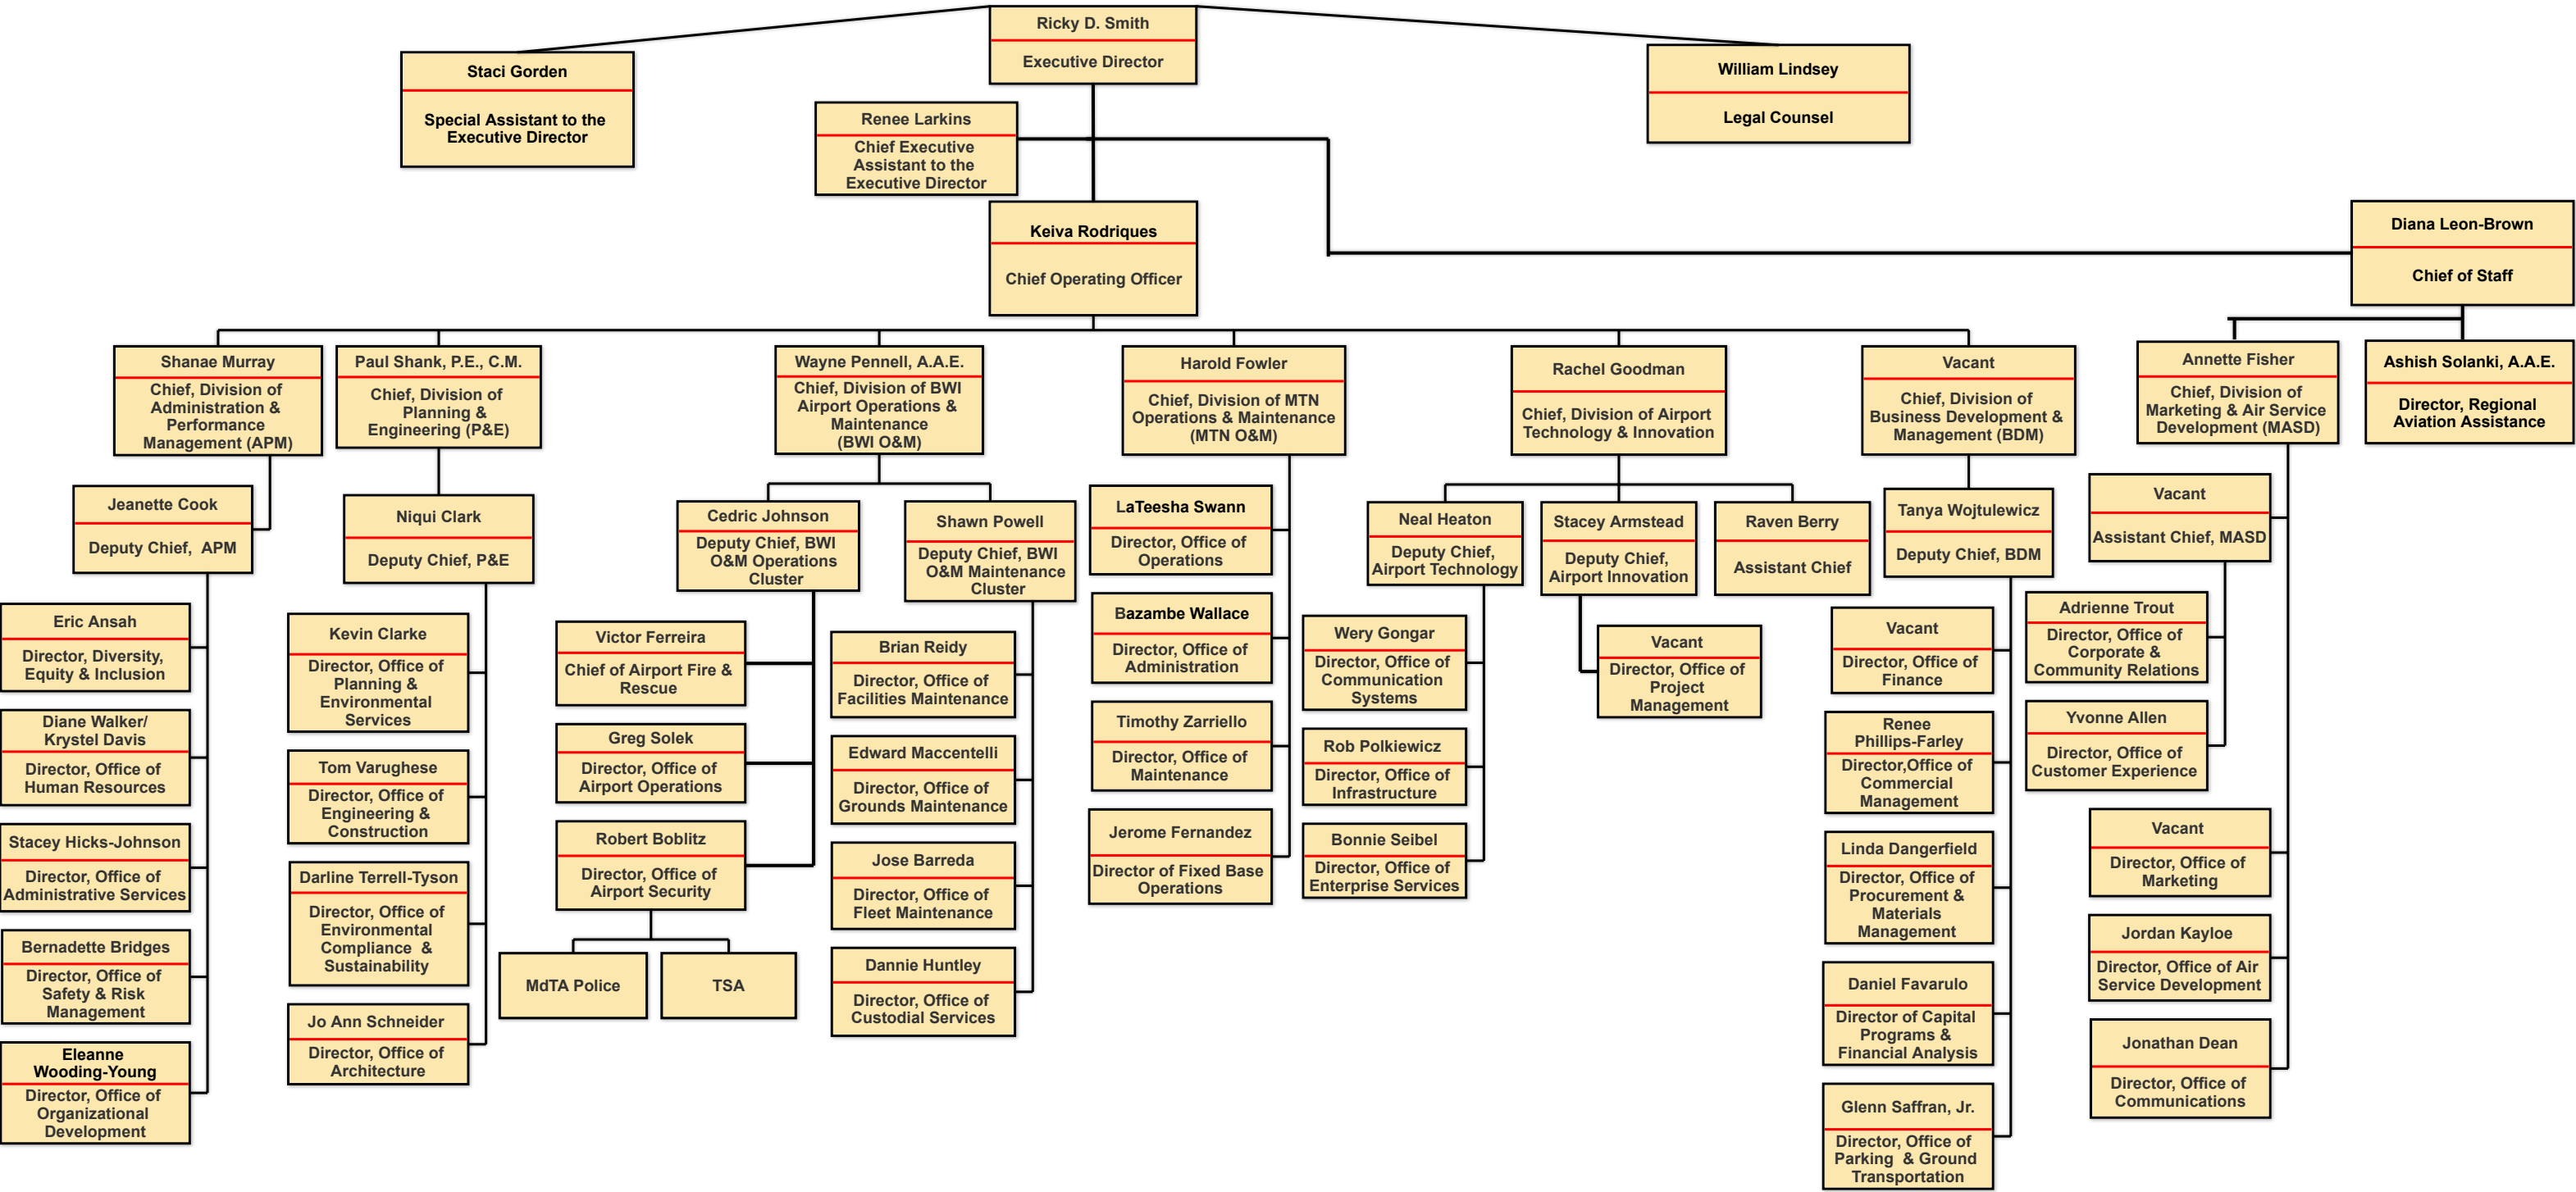 Ricky D. Smith
Executive Director
Staci Gorden
Special Assistant to the
Executive Director
William Lindsey
Legal Counsel
Renee Larkins
Chief Executive
Assistant to the
Executive Director
Keiva Rodriques
Chief Operating Officer
Diana Leon-Brown
Chief of Staff
Shanae Murray
Chief, Division of
Administration &
Performance
Management (APM)
Paul Shank, P.E., C.M.
Chief, Division of
Planning &
Engineering (P&E)
Wayne Pennell, A.A.E.
Chief, Division of BWI
Airport Operations &
Maintenance
(BWI O&M)
Harold Fowler
Chief, Division of MTN
Operations & Maintenance
(MTN O&M)
Rachel Goodman
Chief, Division of Airport
Technology & Innovation
Vacant
Chief, Division of
Business Development &
Management (BDM)
Annette Fisher
Chief, Division of
Marketing & Air Service
Development (MASD)
Ashish Solanki, A.A.E.
Director, Regional
Aviation Assistance
Jeanette Cook
Deputy Chief, APM
Eric Ansah
Director, Diversity,
Equity & Inclusion
Diane Walker/
Krystel Davis
Director, Office of
Human Resources
Stacey Hicks-Johnson
Director, Office of
Administrative Services
Bernadette Bridges
Director, Office of
Safety & Risk
Management
Eleanne
Wooding-Young
Director, Office of
Organizational
Development
Niqui Clark
Deputy Chief, P&E
Kevin Clarke
Director, Office of
Planning &
Environmental
Services
Tom Varughese
Director, Office of
Engineering &
Construction
Darline Terrell-Tyson
Director, Office of
Environmental
Compliance &
Sustainability
Jo Ann Schneider
Director, Office of
Architecture
Cedric Johnson
Deputy Chief, BWI
O&M Operations
Cluster
Victor Ferreira
Chief of Airport Fire &
Rescue
Greg Solek
Director, Office of
Airport Operations
Robert Boblitz
Director, Office of
Airport Security
MdTA Police
TSA
Shawn Powell
Deputy Chief, BWI
O&M Maintenance
Cluster
Brian Reidy
Director, Office of
Facilities Maintenance
Edward Maccentelli
Director, Office of
Grounds Maintenance
Jose Barreda
Director, Office of
Fleet Maintenance
Dannie Huntley
Director, Office of
Custodial Services
LaTeesha Swann
Director, Office of
Operations
Bazambe Wallace
Director, Office of
Administration
Timothy Zarriello
Director, Office of
Maintenance
Jerome Fernandez
Director of Fixed Base
Operations
Neal Heaton
Deputy Chief,
Airport Technology
Wery Gongar
Director, Office of
Communication
Systems
Rob Polkiewicz
Director, Office of
Infrastructure
Bonnie Seibel
Director, Office of
Enterprise Services
Stacey Armstead
Deputy Chief,
Airport Innovation
Vacant
Director, Office of
Project
Management
Raven Berry
Assistant Chief
Tanya Wojtulewicz
Deputy Chief, BDM
Vacant
Director, Office of
Finance
Renee
Phillips-Farley
Director,Office of
Commercial
Management
Linda Dangerfield
Director, Office of
Procurement &
Materials
Management
Daniel Favarulo
Director of Capital
Programs &
Financial Analysis
Glenn Saffran, Jr.
Director, Office of
Parking & Ground
Transportation
Vacant
Assistant Chief, MASD
Adrienne Trout
Director, Office of
Corporate &
Community Relations
Yvonne Allen
Director, Office of
Customer Experience
Vacant
Director, Office of
Marketing
Jordan Kayloe
Director, Office of Air
Service Development
Jonathan Dean
Director, Office of
Communications